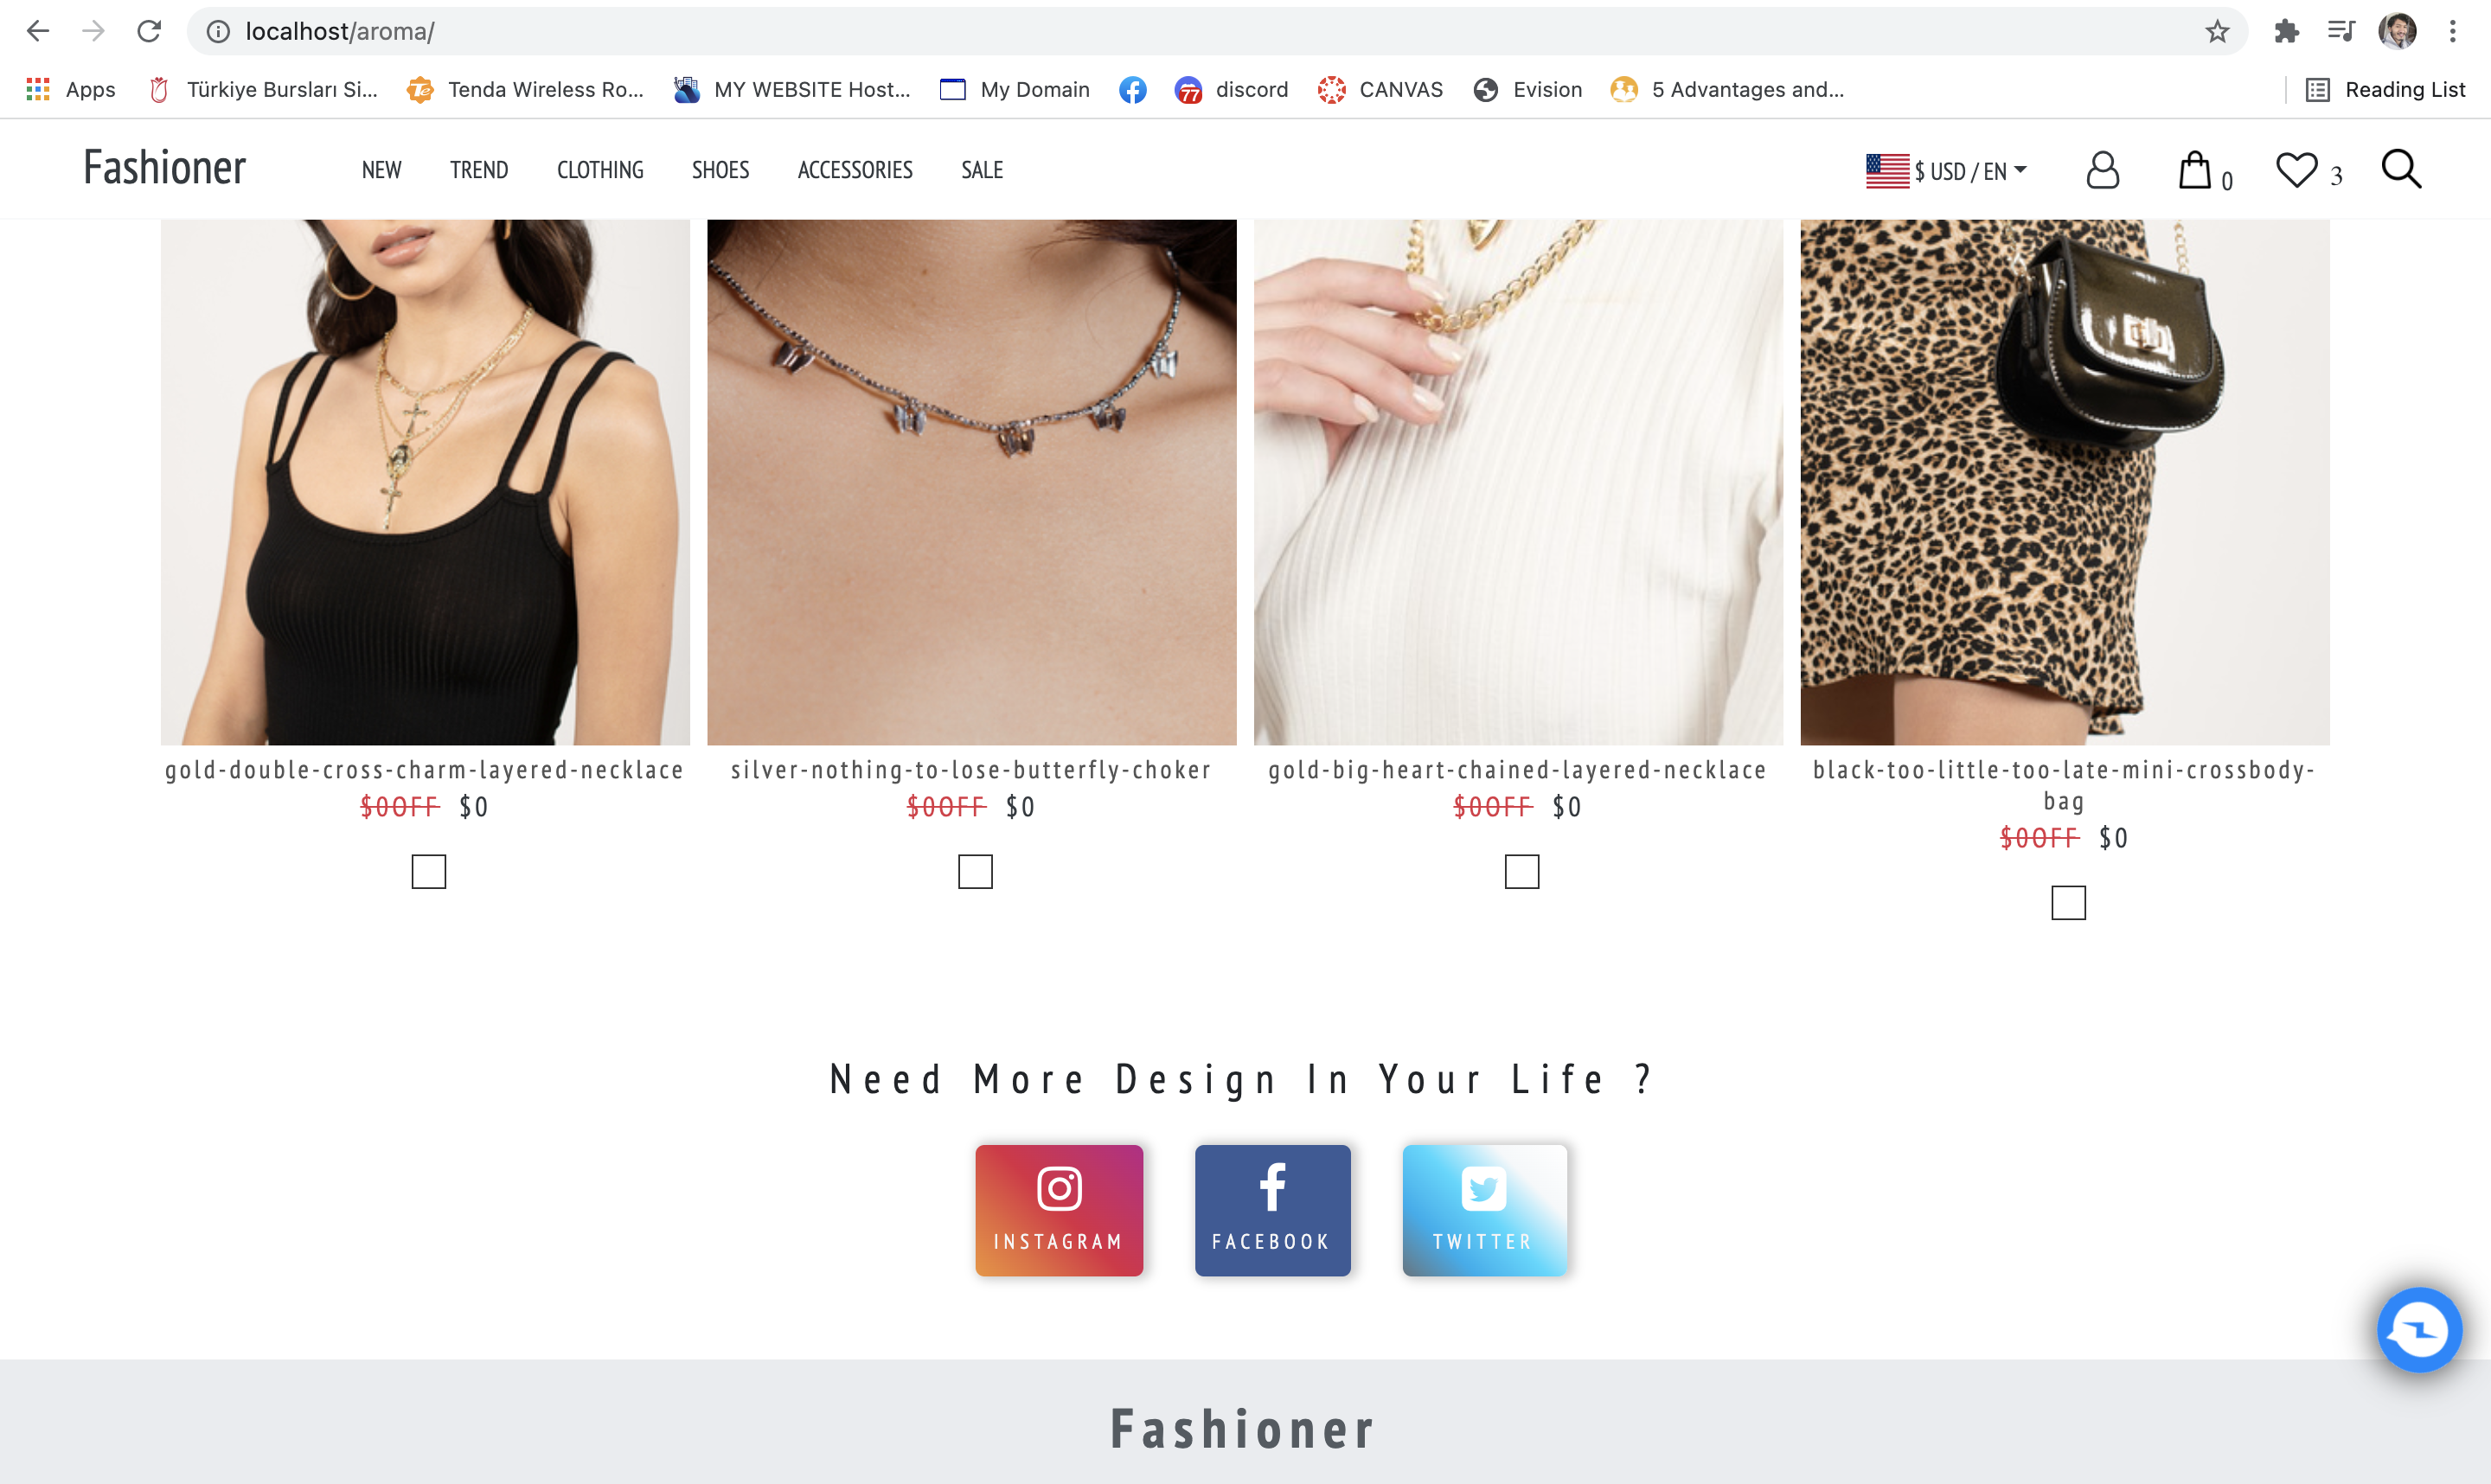 localhost/aroma/
Apps Türkiye Bursları Si... Tenda Wireless Ro... MY WEBSITE Host... My Domain discord CANVAS Evision 5 Advantages and... Reading List
Fashioner NEW TREND CLOTHING SHOES ACCESSORIES SALE $ USD / EN 0 3
gold-double-cross-charm-layered-necklace
$0OFF $0
silver-nothing-to-lose-butterfly-choker
$0OFF $0
gold-big-heart-chained-layered-necklace
$0OFF $0
black-too-little-too-late-mini-crossbody-
bag
$0OFF $0
Need More Design In Your Life ?
INSTAGRAM FACEBOOK TWITTER
Fashioner